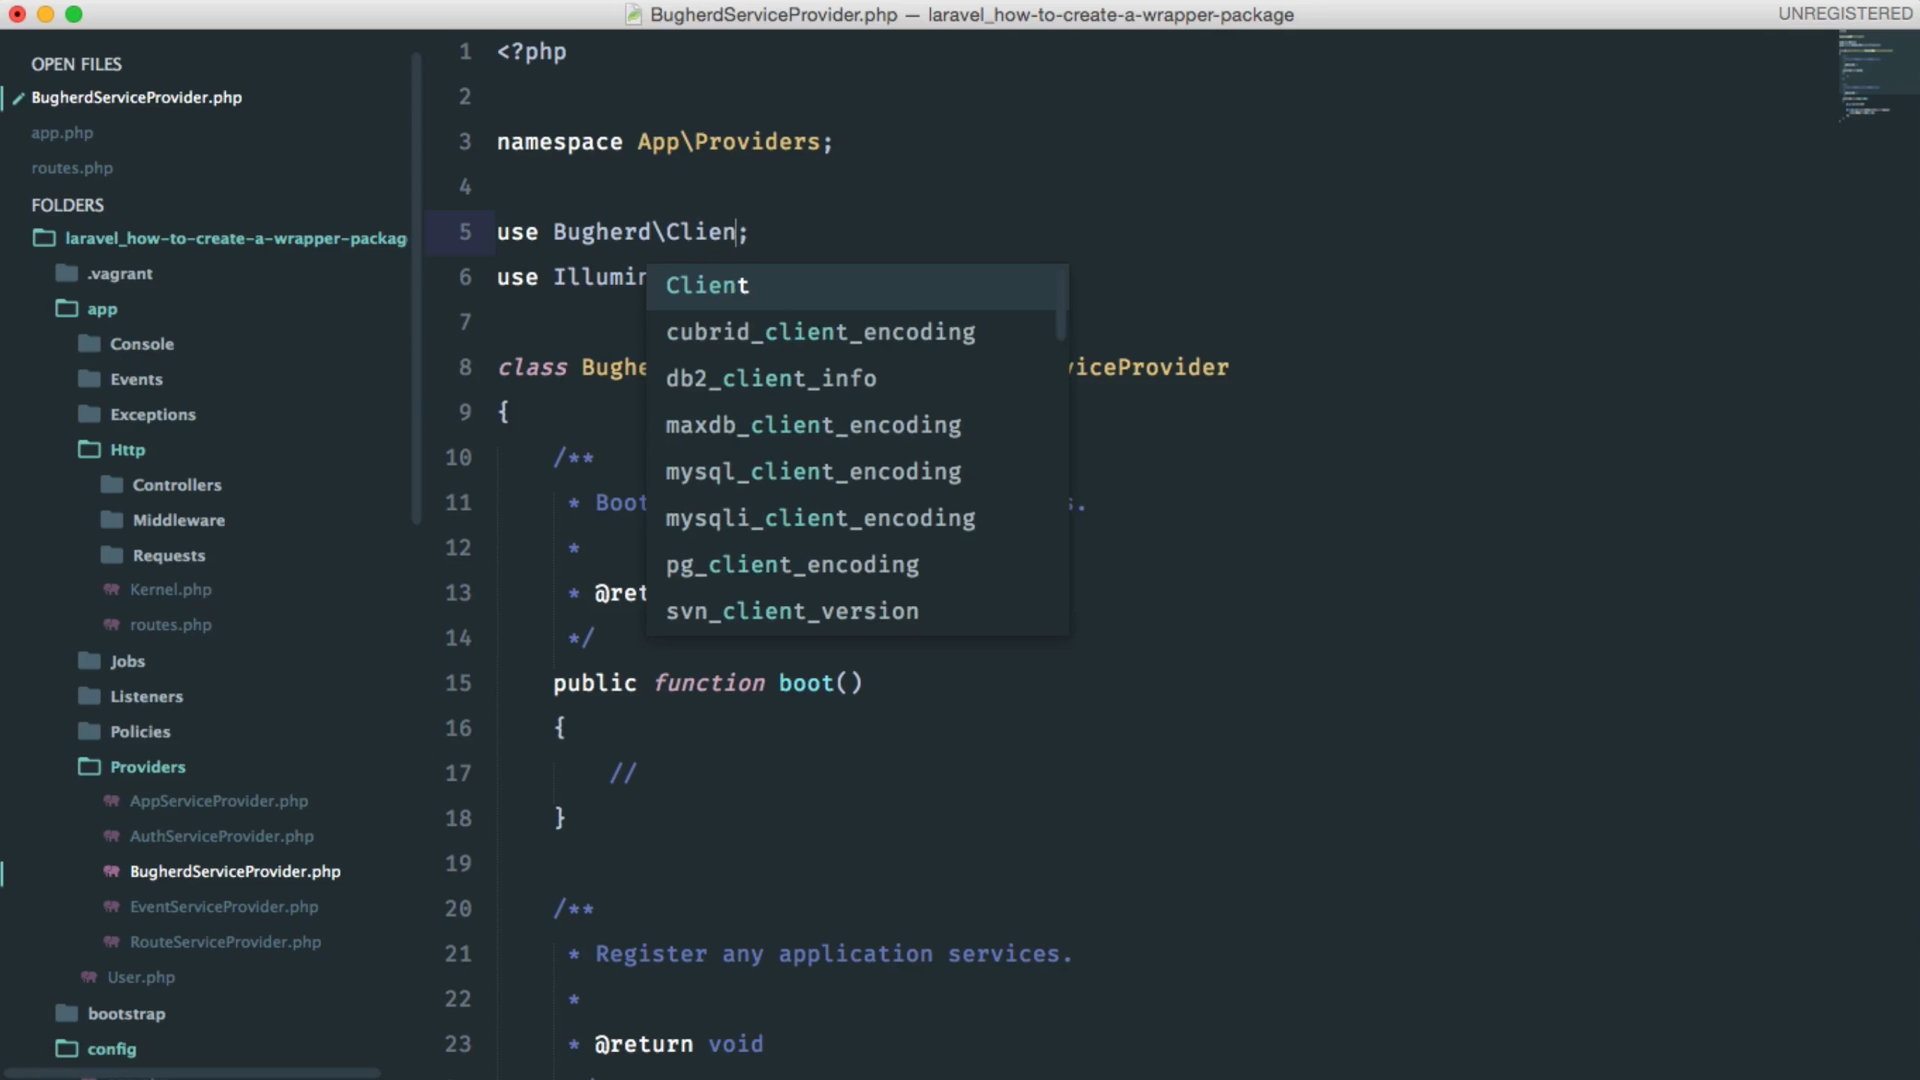 BugherdServiceProvider.php — laravel_how-to-create-a-wrapper-package
UNREGISTERED
OPEN FILES
BugherdServiceProvider.php
app.php
routes.php
FOLDERS
laravel_how-to-create-a-wrapper-packag
.vagrant
app
Console
Events
Exceptions
Http
Controllers
Middleware
Requests
Kernel.php
routes.php
Jobs
Listeners
Policies
Providers
AppServiceProvider.php
AuthServiceProvider.php
BugherdServiceProvider.php
EventServiceProvider.php
RouteServiceProvider.php
User.php
bootstrap
config
1 <?php
2
3 namespace App\Providers;
4
5 use Bugherd\Clien;
6 use Illumin
7
8 class Bughe viceProvider
9 {
10 /**
11 * Boot s.
12 *
13 * @ret
14 */
15 public function boot()
16 {
17 //
18 }
19
20 /**
21 * Register any application services.
22 *
23 * @return void
Client
cubrid_client_encoding
db2_client_info
maxdb_client_encoding
mysql_client_encoding
mysqli_client_encoding
pg_client_encoding
svn_client_version